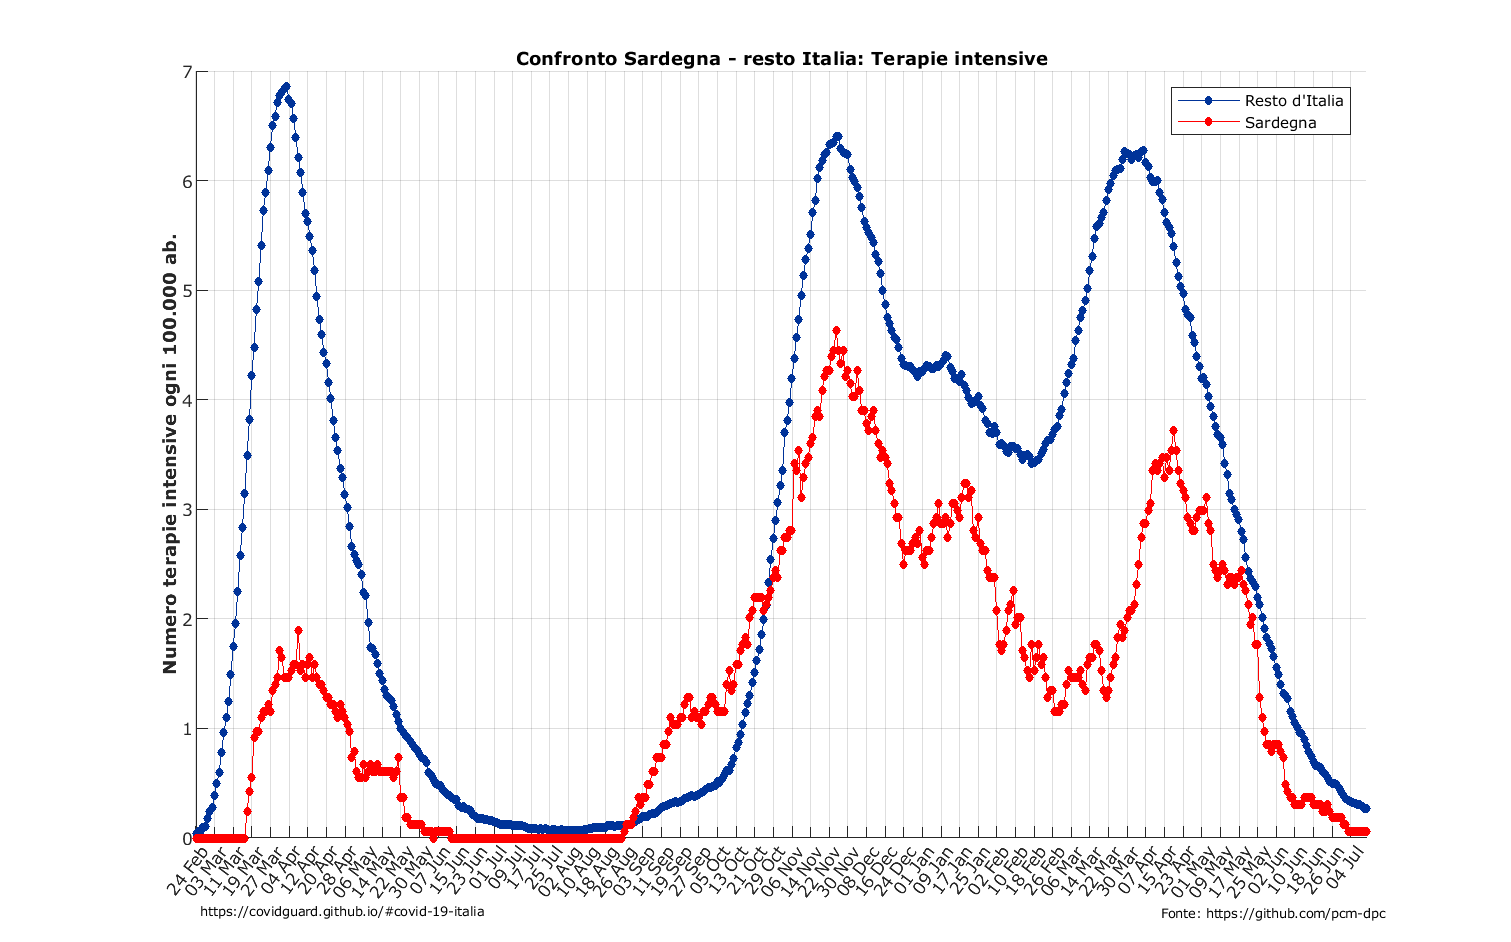 Confronto Sardegna - resto Italia: Terapie intensive
Resto d'Italia
Sardegna
Numero terapie intensive ogni 100.000 ab.
7
6
5
4
3
2
1
0
24 Feb
03 Mar
11 Mar
19 Mar
27 Mar
04 Apr
12 Apr
20 Apr
28 Apr
06 May
14 May
22 May
30 May
07 Jun
15 Jun
23 Jun
01 Jul
09 Jul
17 Jul
25 Jul
02 Aug
10 Aug
18 Aug
26 Aug
03 Sep
11 Sep
19 Sep
27 Sep
05 Oct
13 Oct
21 Oct
29 Oct
06 Nov
14 Nov
22 Nov
30 Nov
08 Dec
16 Dec
24 Dec
01 Jan
09 Jan
17 Jan
25 Jan
02 Feb
10 Feb
18 Feb
26 Feb
06 Mar
14 Mar
22 Mar
30 Mar
07 Apr
15 Apr
23 Apr
01 May
09 May
17 May
25 May
02 Jun
10 Jun
18 Jun
26 Jun
04 Jul
https://covidguard.github.io/#covid-19-italia
Fonte: https://github.com/pcm-dpc